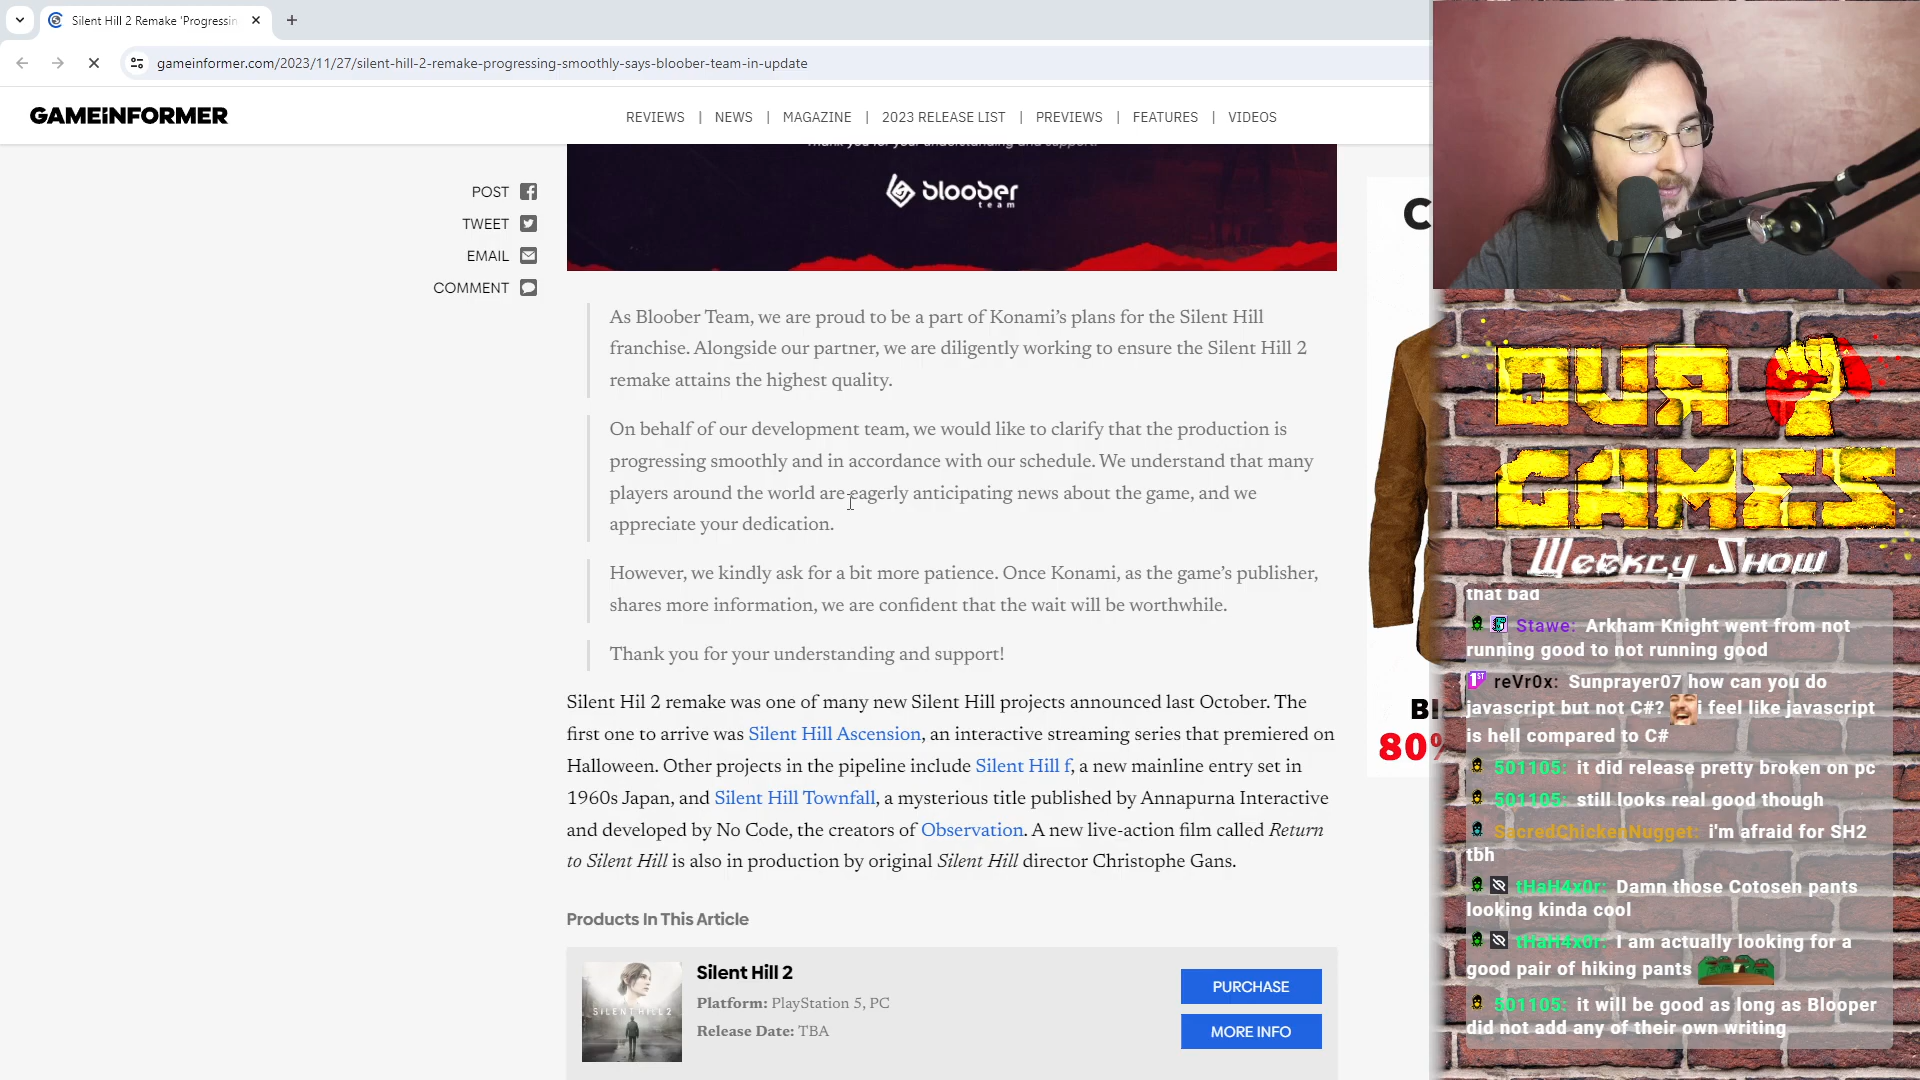 Silent Hill 2 Remake 'Progressin
gameinformer.com/2023/11/27/silent-hill-2-remake-progressing-smoothly-says-bloober-team-in-update
GAMEiNFORMER
REVIEWS | NEWS | MAGAZINE | 2023 RELEASE LIST | PREVIEWS | FEATURES | VIDEOS
Thank you for your understanding and support.
bloober
team
POST
TWEET
EMAIL
COMMENT
As Bloober Team, we are proud to be a part of Konami's plans for the Silent Hill
franchise. Alongside our partner, we are diligently working to ensure the Silent Hill 2
remake attains the highest quality.
On behalf of our development team, we would like to clarify that the production is
progressing smoothly and in accordance with our schedule. We understand that many
players around the world are eagerly anticipating news about the game, and we
appreciate your dedication.
However, we kindly ask for a bit more patience. Once Konami, as the game's publisher,
shares more information, we are confident that the wait will be worthwhile.
Thank you for your understanding and support!
Silent Hil 2 remake was one of many new Silent Hill projects announced last October. The
first one to arrive was Silent Hill Ascension, an interactive streaming series that premiered on
Halloween. Other projects in the pipeline include Silent Hill f, a new mainline entry set in
1960s Japan, and Silent Hill Townfall, a mysterious title published by Annapurna Interactive
and developed by No Code, the creators of Observation. A new live-action film called Return
to Silent Hill is also in production by original Silent Hill director Christophe Gans.
Products In This Article
SILENT HILL 2
Silent Hill 2
Platform: PlayStation 5, PC
Release Date: TBA
PURCHASE
MORE INFO
C
80%
OUR
GAMES
Weekly Show
that bad
Stawe: Arkham Knight went from not
running good to not running good
1ST reVr0x: Sunprayer07 how can you do
javascript but not C#? i feel like javascript
is hell compared to C#
501105: it did release pretty broken on pc
501105: still looks real good though
SacredChickenNugget: i'm afraid for SH2
tbh
tHaH4x0r: Damn those Cotosen pants
looking kinda cool
tHaH4x0r: I am actually looking for a
good pair of hiking pants
501105: it will be good as long as Blooper
did not add any of their own writing